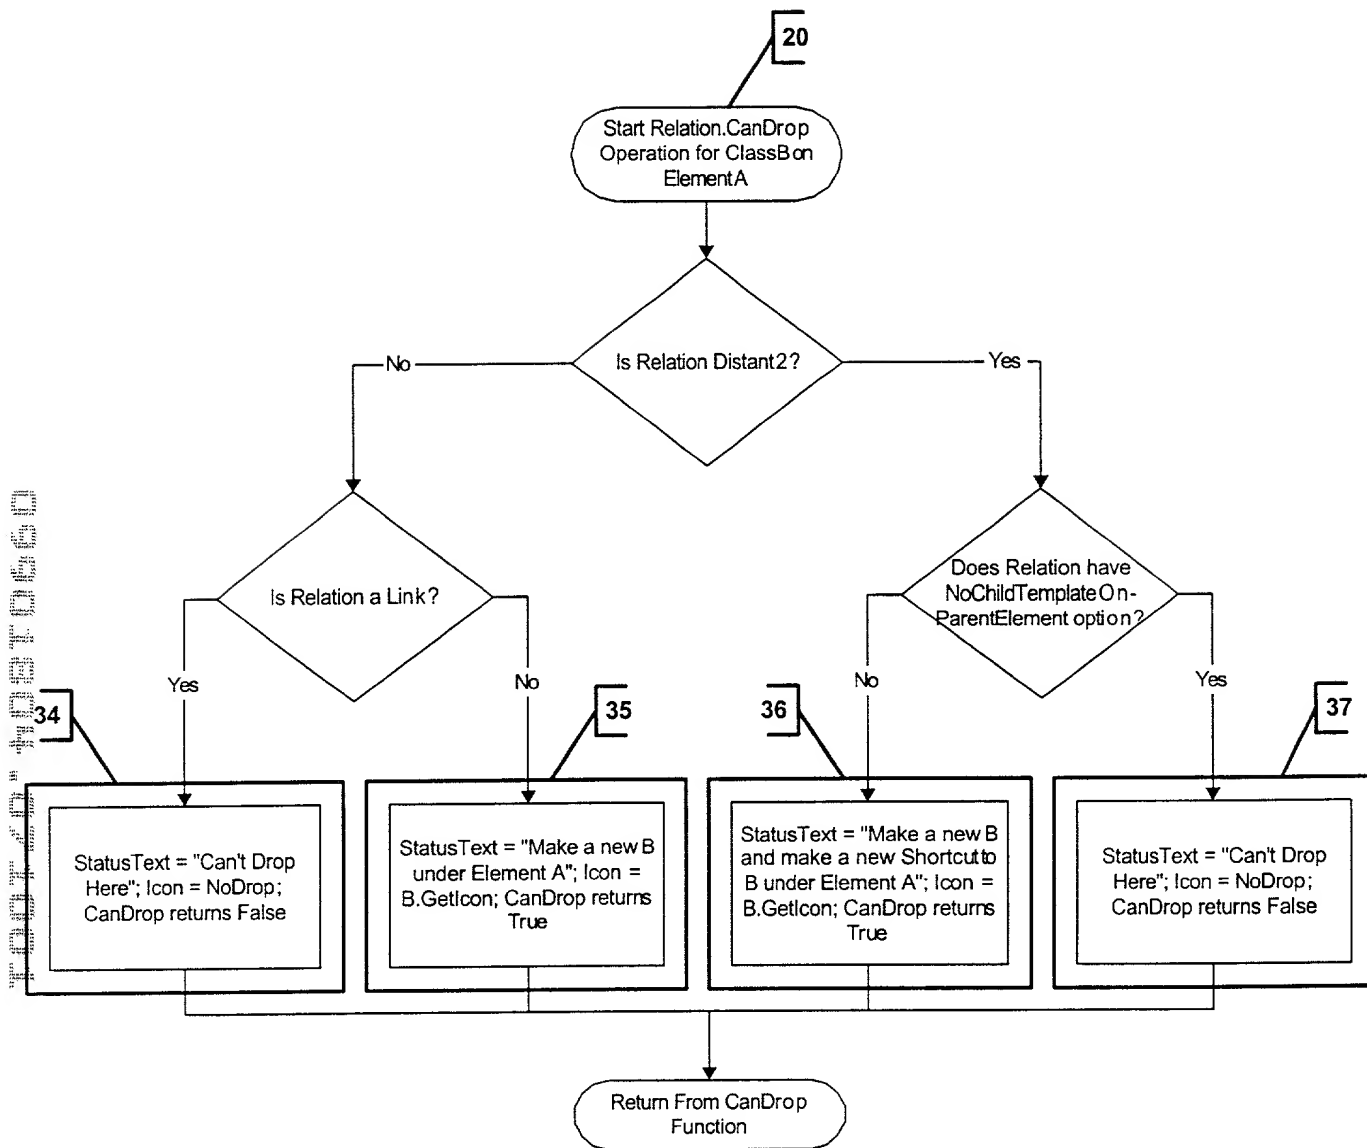 20
Start Relation.CanDrop
Operation for ClassB on
ElementA
Is Relation Distant2?
No
Yes
Is Relation a Link?
Does Relation have
NoChildTemplateOn-
ParentElement option?
Yes
No
No
Yes
34
35
36
37
StatusText = "Can't Drop
Here"; Icon = NoDrop;
CanDrop returns False
StatusText = "Make a new B
under Element A"; Icon =
B.GetIcon; CanDrop returns
True
StatusText = "Make a new B
and make a new Shortcut to
B under Element A"; Icon =
B.GetIcon; CanDrop returns
True
StatusText = "Can't Drop
Here"; Icon = NoDrop;
CanDrop returns False
Return From CanDrop
Function